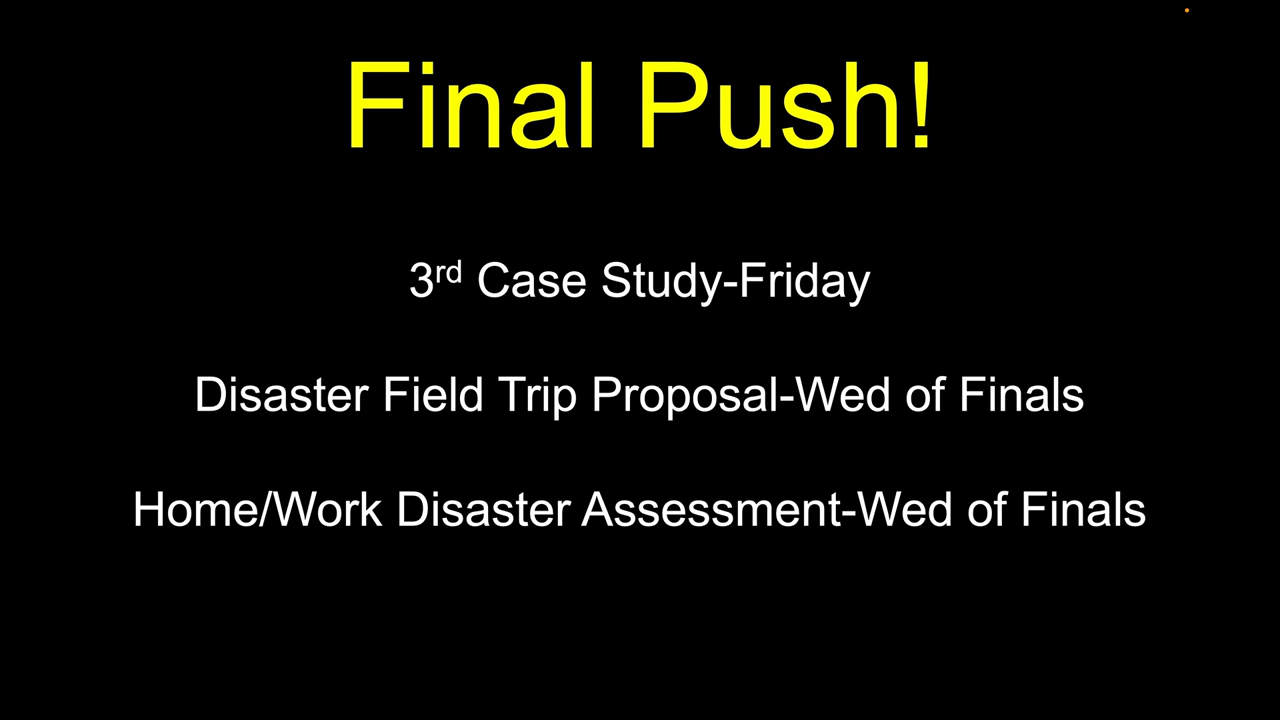 Final Push!
3rd Case Study-Friday
Disaster Field Trip Proposal-Wed of Finals
Home/Work Disaster Assessment-Wed of Finals